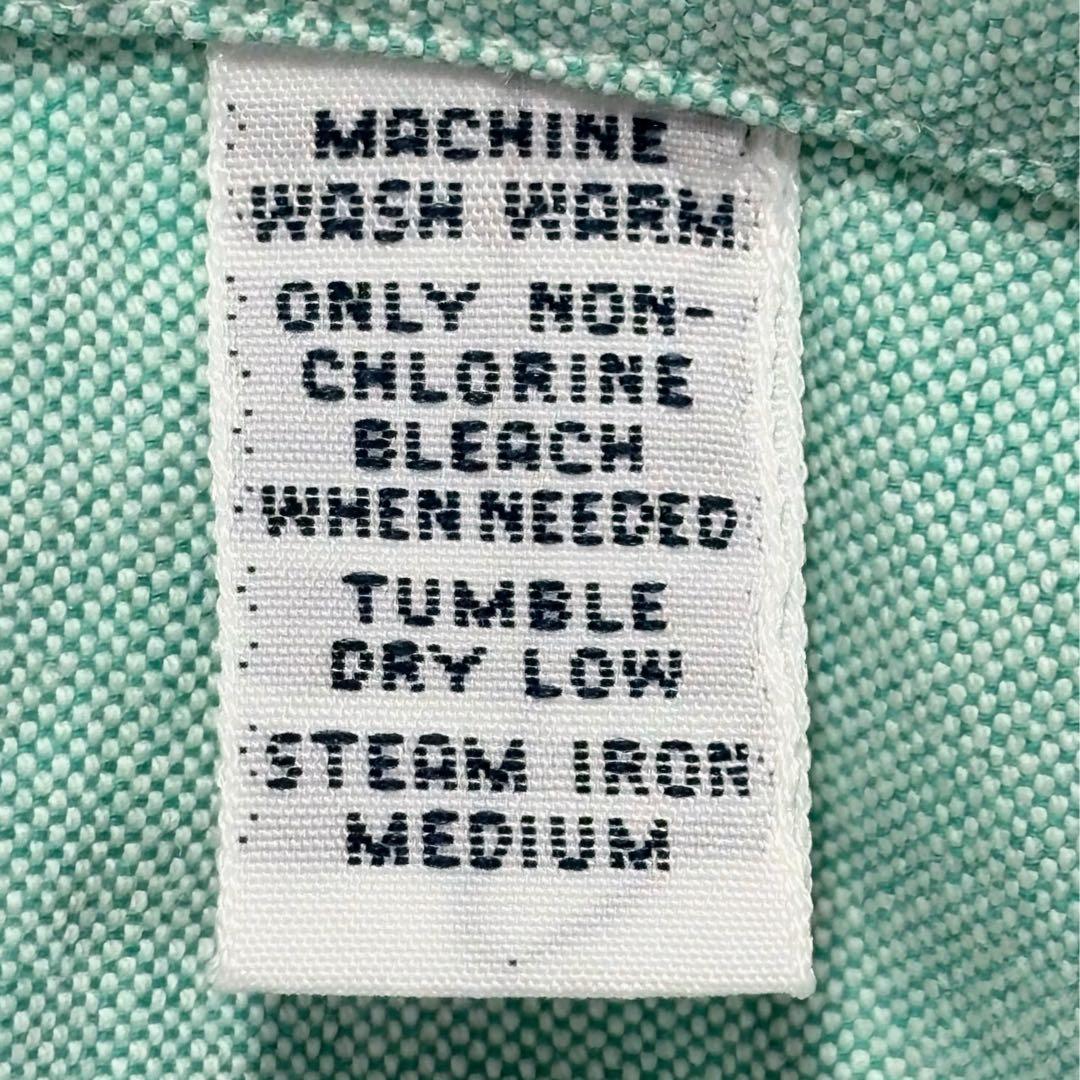 MACHINE
WASH WARM
ONLY NON-
CHLORINE
BLEACH
WHEN NEEDED
TUMBLE
DRY LOW
STEAM IRON
MEDIUM